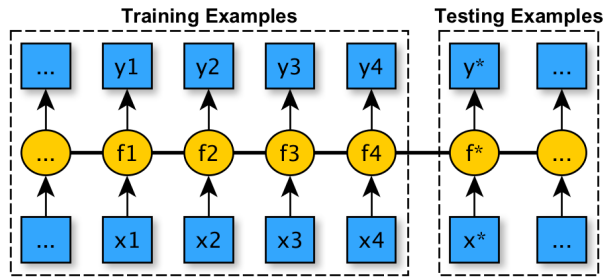 Training Examples Testing Examples
... y1 y2 y3 y4 y* ...
... f1 f2 f3 f4 f* ...
... x1 x2 x3 x4 x* ...